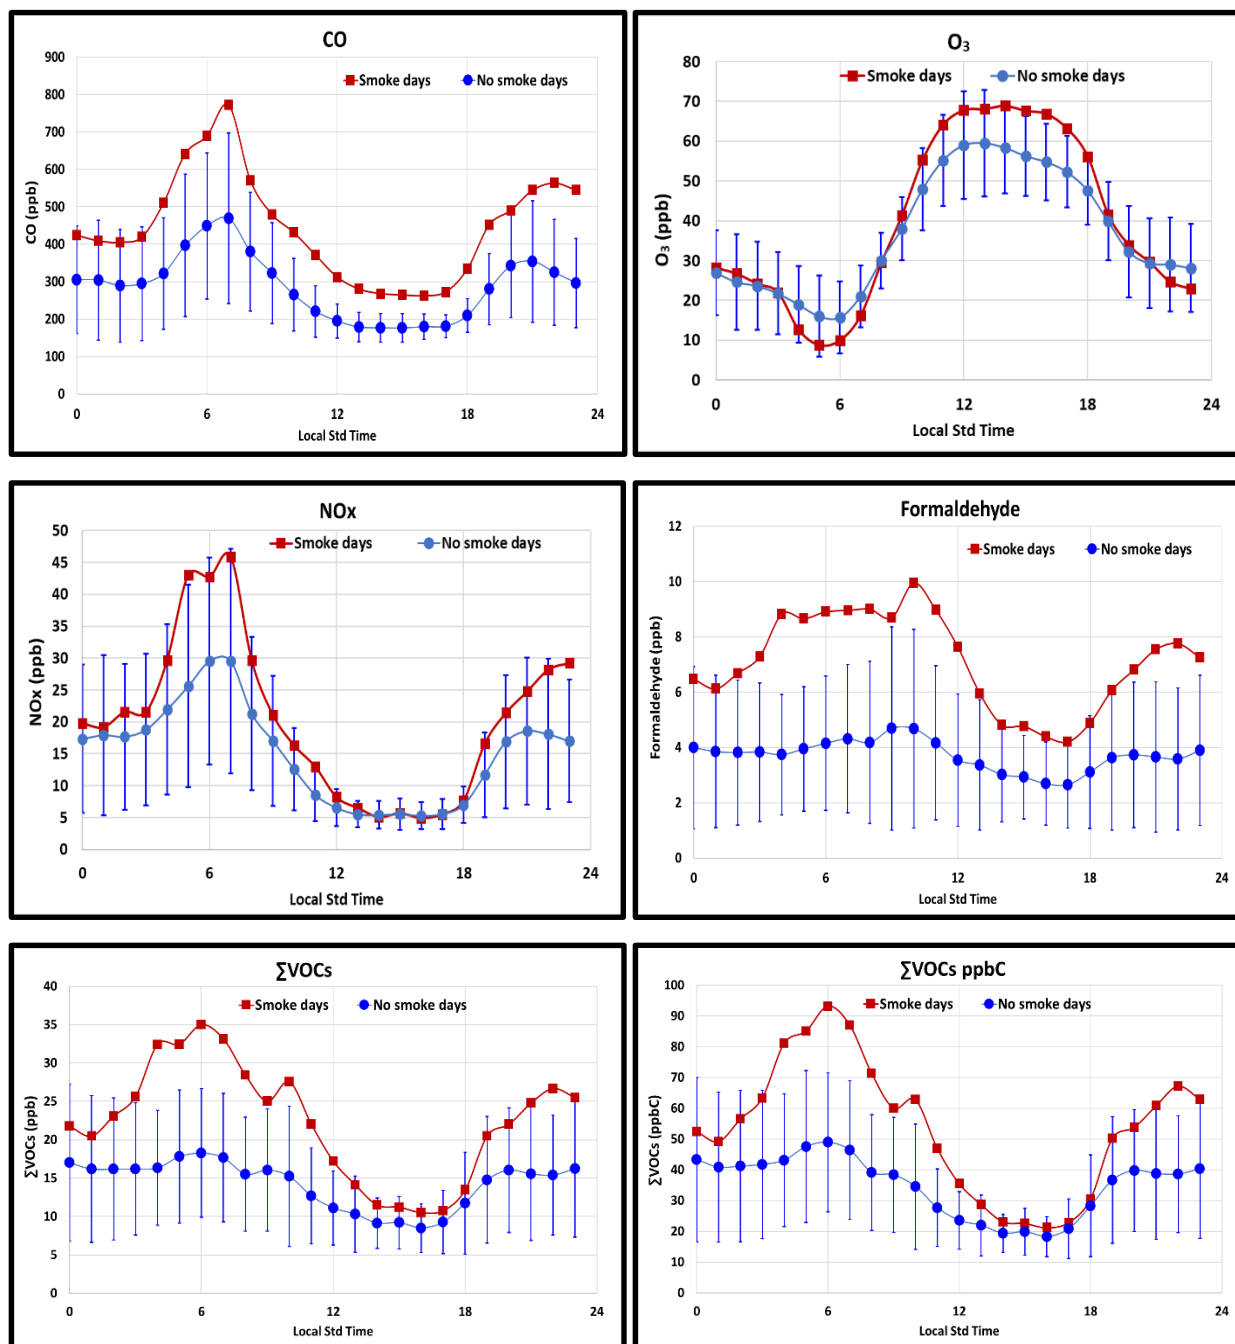 CO
Smoke days No smoke days
900
800
700
600
500
400
300
200
100
0
CO (ppb)
0 6 12 18 24
Local Std Time
O₃
Smoke days No smoke days
80
70
60
50
40
30
20
10
0
O₃ (ppb)
0 6 12 18 24
Local Std Time
NOx
Smoke days No smoke days
50
45
40
35
30
25
20
15
10
5
0
NOx (ppb)
0 6 12 18 24
Local Std Time
Formaldehyde
Smoke days No smoke days
12
10
8
6
4
2
0
Formaldehyde (ppb)
0 6 12 18 24
Local Std Time
∑VOCs
Smoke days No smoke days
40
35
30
25
20
15
10
5
0
∑VOCs (ppb)
0 6 12 18 24
Local Std Time
∑VOCs ppbC
Smoke days No smoke days
100
90
80
70
60
50
40
30
20
10
0
∑VOCs (ppbC)
0 6 12 18 24
Local Std Time